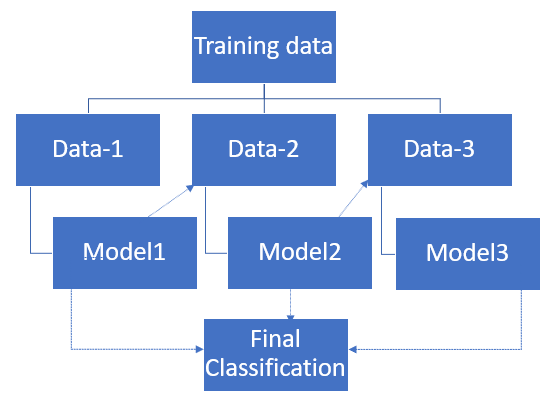 Training data
Data-1
Data-2
Data-3
Model1
Model2
Model3
Final
Classification